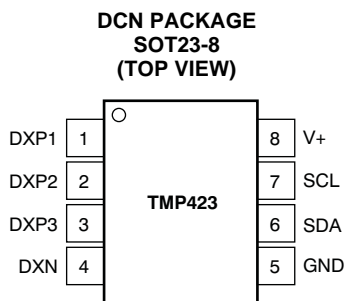 DCN PACKAGE
SOT23-8
(TOP VIEW)
DXP1 1 8 V+
DXP2 2 7 SCL
TMP423
DXP3 3 6 SDA
DXN 4 5 GND